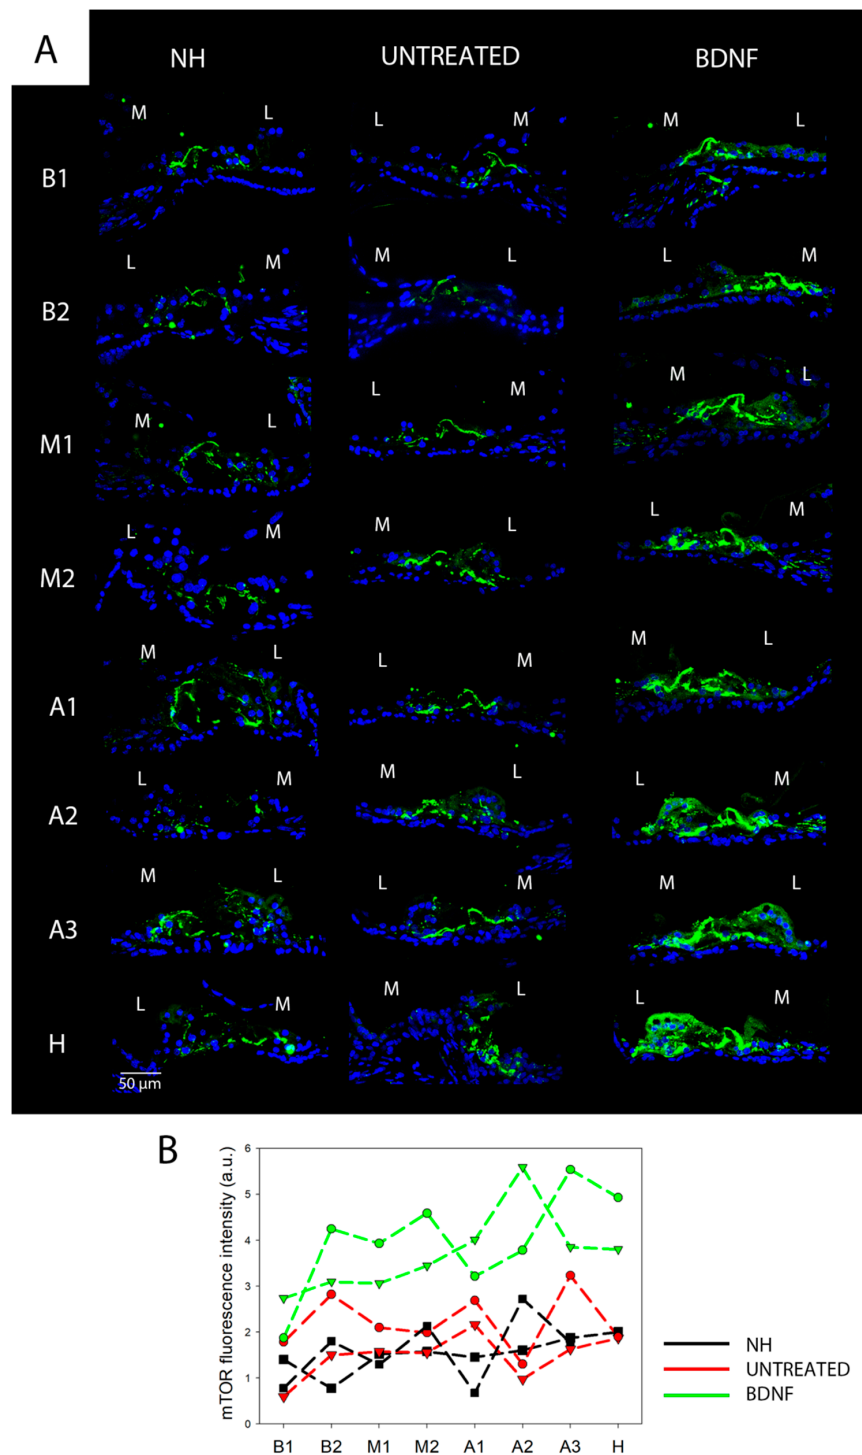 A
NH UNTREATED BDNF
M L L M M L
B1
L M M L L M
B2
M L L M M L
M1
L M M L L M
M2
M L L M M L
A1
L M M L L M
A2
M L L M M L
A3
L M M L L M
H
50 µm
B
mTOR fluorescence intensity (a.u.)
6
5
4
3
2
1
0
B1 B2 M1 M2 A1 A2 A3 H
NH
UNTREATED
BDNF